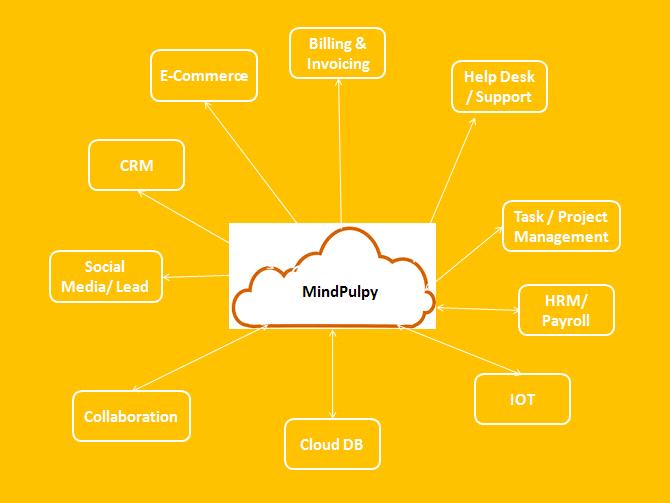 Billing &
Invoicing
E-Commerce
Help Desk
/ Support
CRM
Task / Project
Management
Social
Media/ Lead
MindPulpy
HRM/
Payroll
IOT
Collaboration
Cloud DB